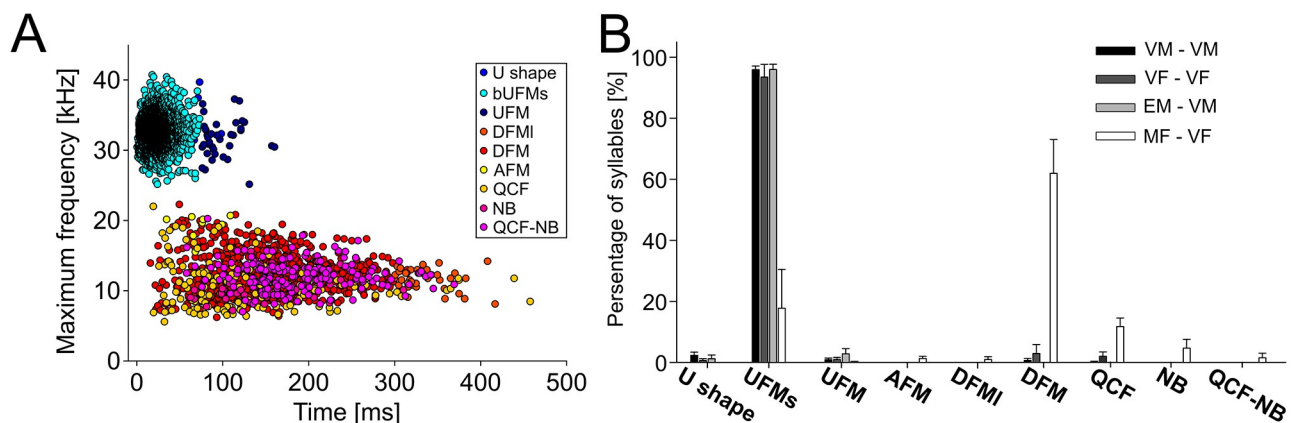 A
Maximum frequency [kHz]
40
30
20
10
0
0 100 200 300 400 500
Time [ms]
U shape
bUFMs
UFM
DFMI
DFM
AFM
QCF
NB
QCF-NB
B
Persentage of syllables [%]
100
80
60
40
20
0
U shape UFMs UFM AFM DFMI DFM QCF NB QCF-NB
VM - VM
VF - VF
EM - VM
MF - VF